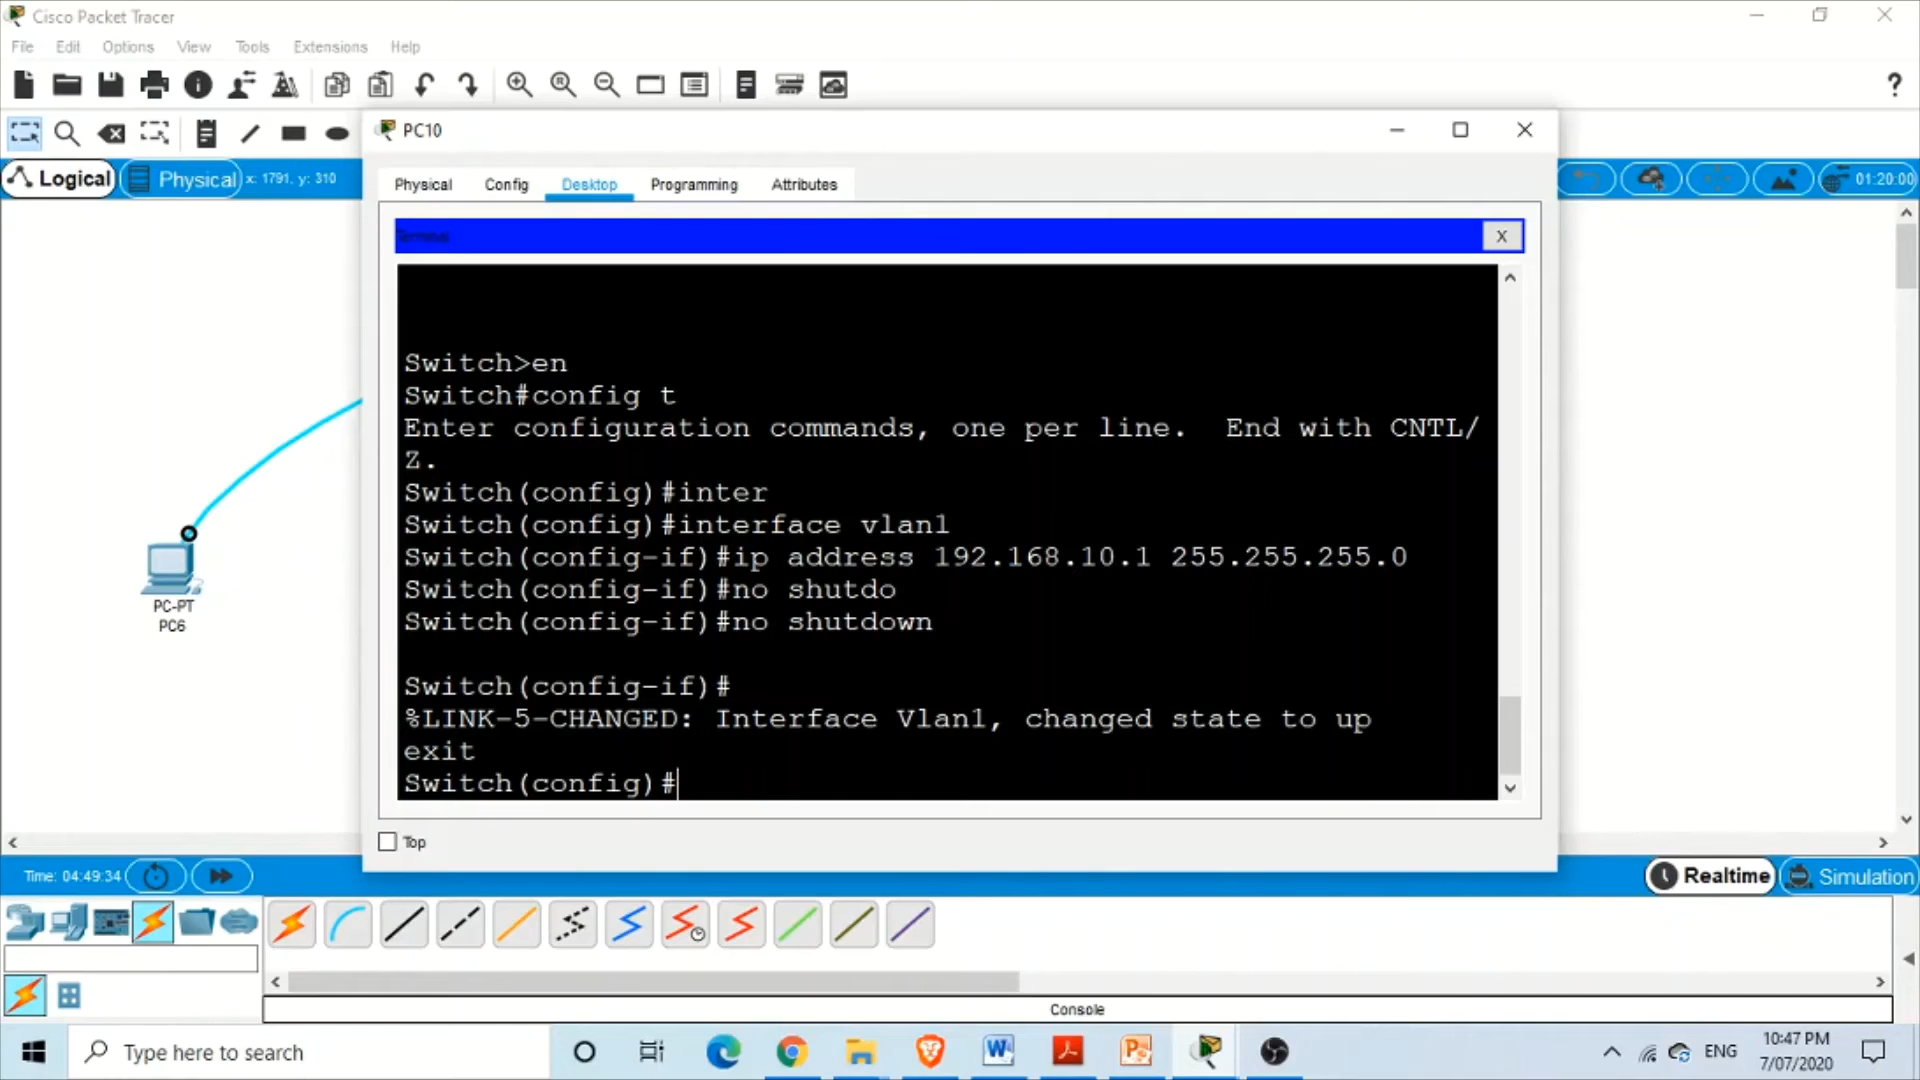 Cisco Packet Tracer
File Edit Options View Tools Extensions Help
?
PC10
Logical Physical x: 1791, y: 310
01:20:00
Physical Config Desktop Programming Attributes
Terminal
X
Switch>en
Switch#config t
Enter configuration commands, one per line.  End with CNTL/
Z.
Switch(config)#inter
Switch(config)#interface vlan1
Switch(config-if)#ip address 192.168.10.1 255.255.255.0
Switch(config-if)#no shutdo
Switch(config-if)#no shutdown
Switch(config-if)#
%LINK-5-CHANGED: Interface Vlan1, changed state to up
exit
Switch(config)#
PC-PT
PC6
Top
Time: 04:49:34
Realtime Simulation
Console
Type here to search
ENG
10:47 PM
7/07/2020